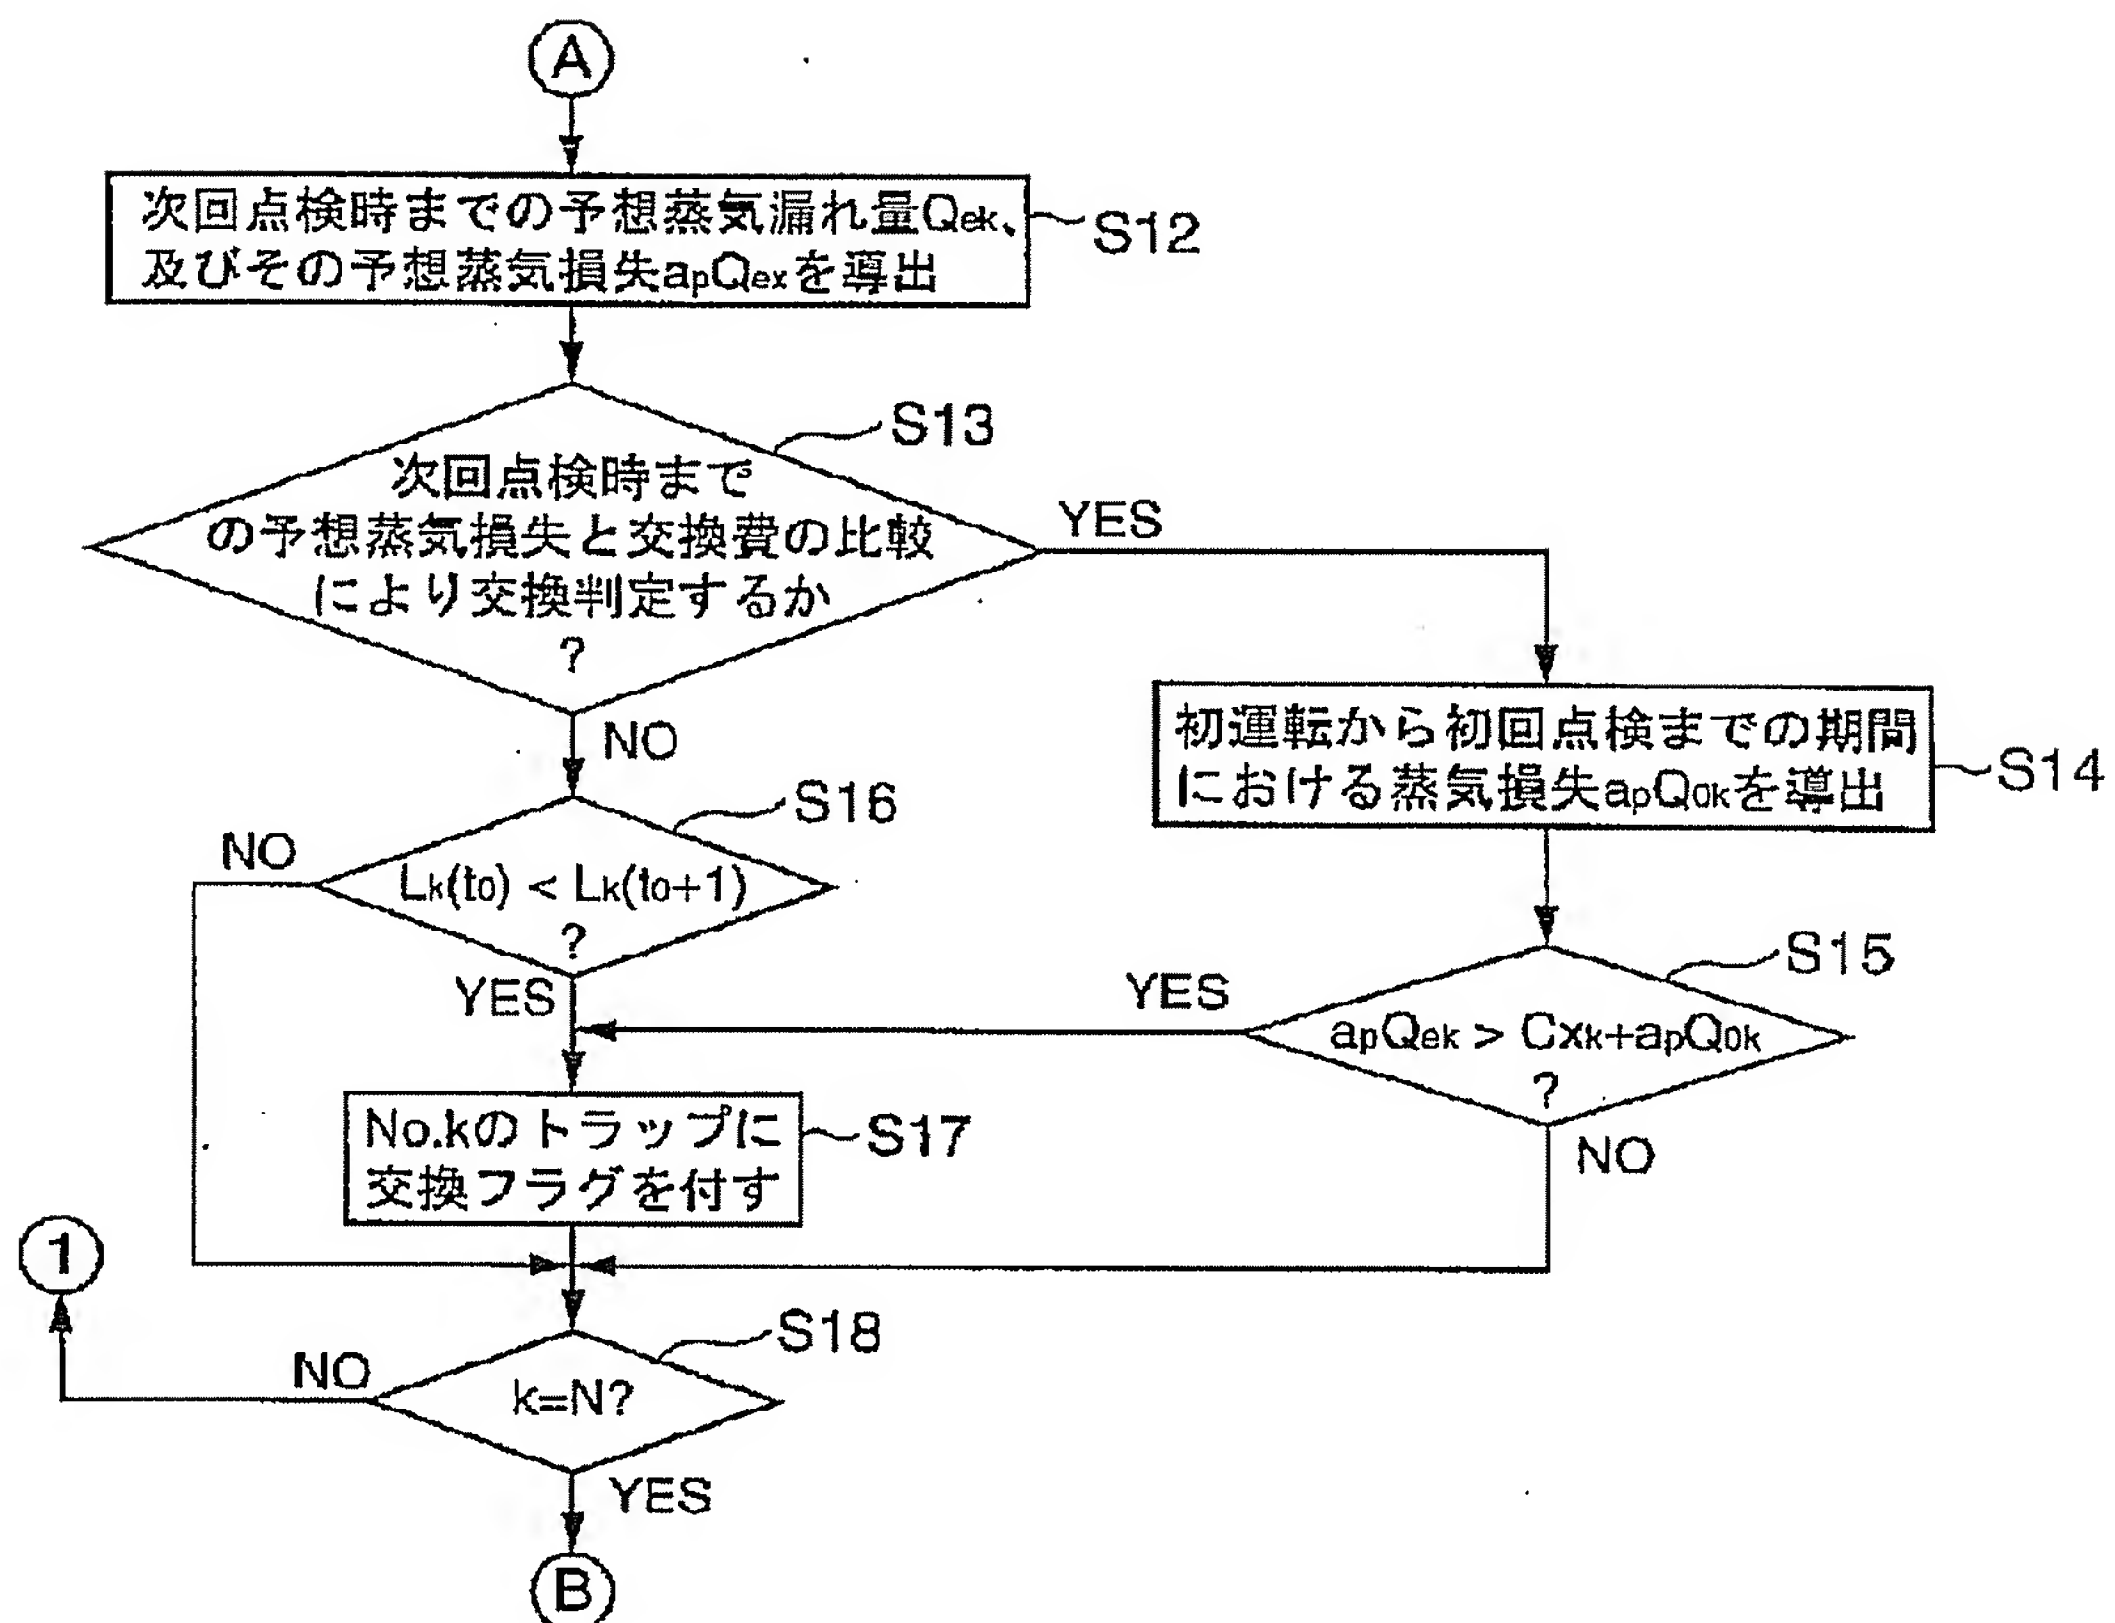 A
次回点検時までの予想蒸気漏れ量Qek、
及びその予想蒸気損失apQexを導出
S12
S13
次回点検時まで
の予想蒸気損失と交換費の比較
により交換判定するか
?
YES
NO
初運転から初回点検までの期間
における蒸気損失apQ0kを導出
S14
S16
NO
Lk(t0) < Lk(t0+1)
?
YES
S15
YES
apQek > Cxk+apQ0k
?
NO
No.kのトラップに
交換フラグを付す
S17
1
S18
NO
k=N?
YES
B